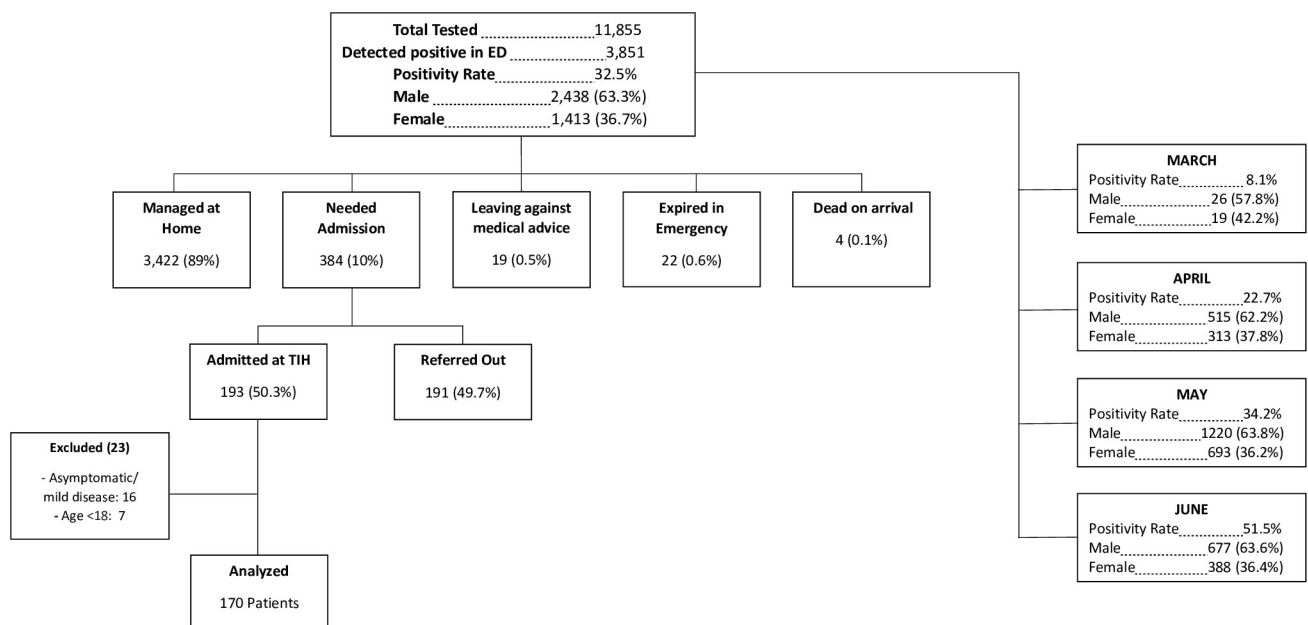 Total Tested 11,855
Detected positive in ED 3,851
Positivity Rate 32.5%
Male 2,438 (63.3%)
Female 1,413 (36.7%)
Managed at
Home
3,422 (89%)
Needed
Admission
384 (10%)
Leaving against
medical advice
19 (0.5%)
Expired in
Emergency
22 (0.6%)
Dead on arrival
4 (0.1%)
Admitted at TIH
193 (50.3%)
Referred Out
191 (49.7%)
Excluded (23)
- Asymptomatic/
mild disease: 16
- Age <18: 7
Analyzed
170 Patients
MARCH
Positivity Rate 8.1%
Male 26 (57.8%)
Female 19 (42.2%)
APRIL
Positivity Rate 22.7%
Male 515 (62.2%)
Female 313 (37.8%)
MAY
Positivity Rate 34.2%
Male 1220 (63.8%)
Female 693 (36.2%)
JUNE
Positivity Rate 51.5%
Male 677 (63.6%)
Female 388 (36.4%)